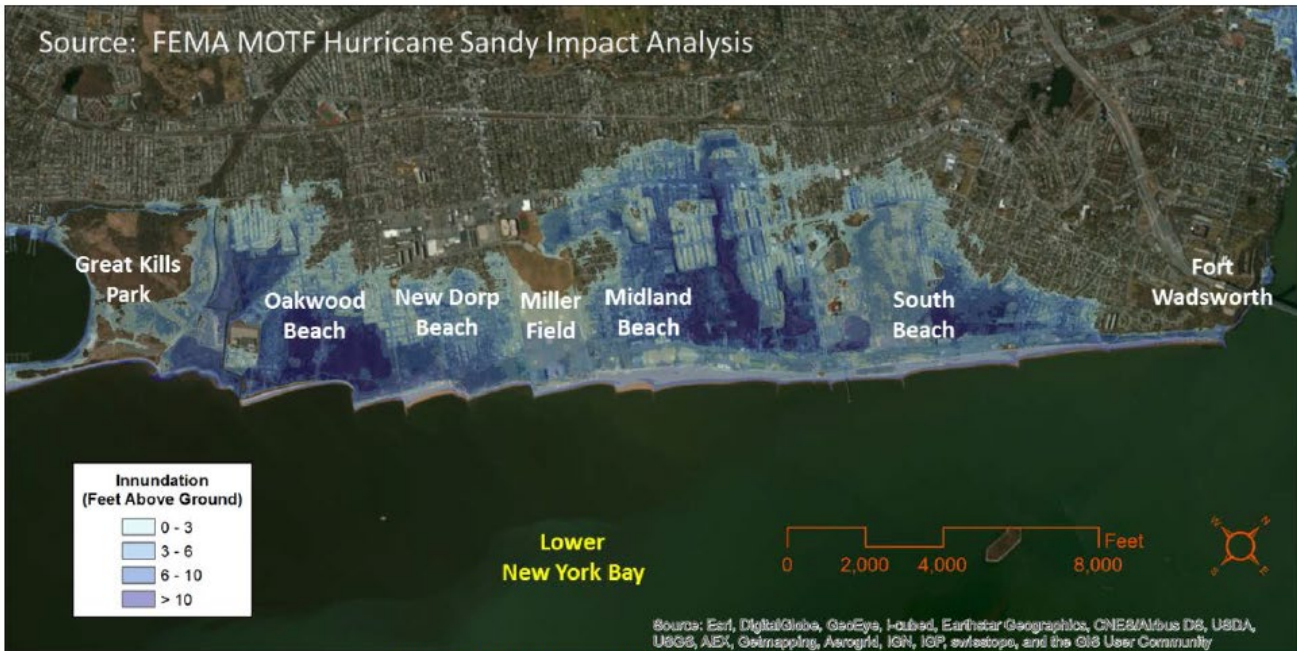 Source: FEMA MOTF Hurricane Sandy Impact Analysis
Great Kills
Park
Oakwood
Beach
New Dorp
Beach
Miller
Field
Midland
Beach
South
Beach
Fort
Wadsworth
Innundation
(Feet Above Ground)
0 - 3
3 - 6
6 - 10
> 10
Lower
New York Bay
Feet
0 2,000 4,000 8,000
W N
S E
Source: Esri, DigitalGlobe, GeoEye, i-cubed, Earthstar Geographics, CNES/Airbus DS, USDA,
USGS, AEX, Getmapping, Aerogrid, IGN, IGP, swisstopo, and the GIS User Community